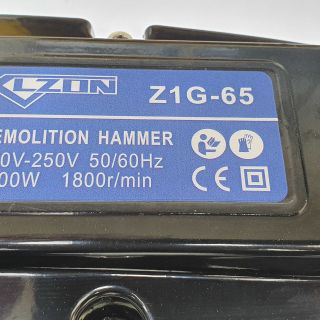 LZON
Z1G-65
EMOLITION HAMMER
0V-250V 50/60Hz
00W 1800r/min
CE